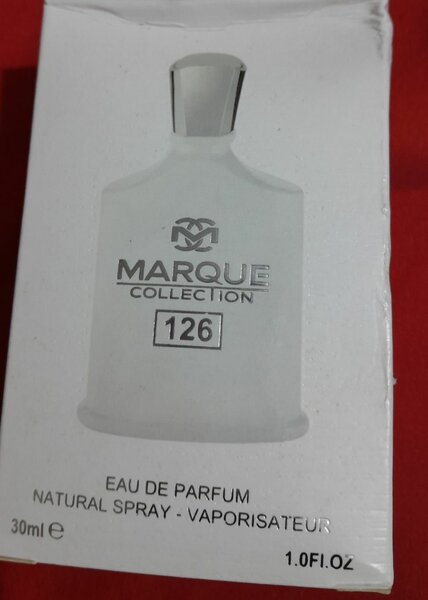 MARQUE
COLLECTION
126
EAU DE PARFUM
NATURAL SPRAY - VAPORISATEUR
30ml ℮
1.0Fl.OZ